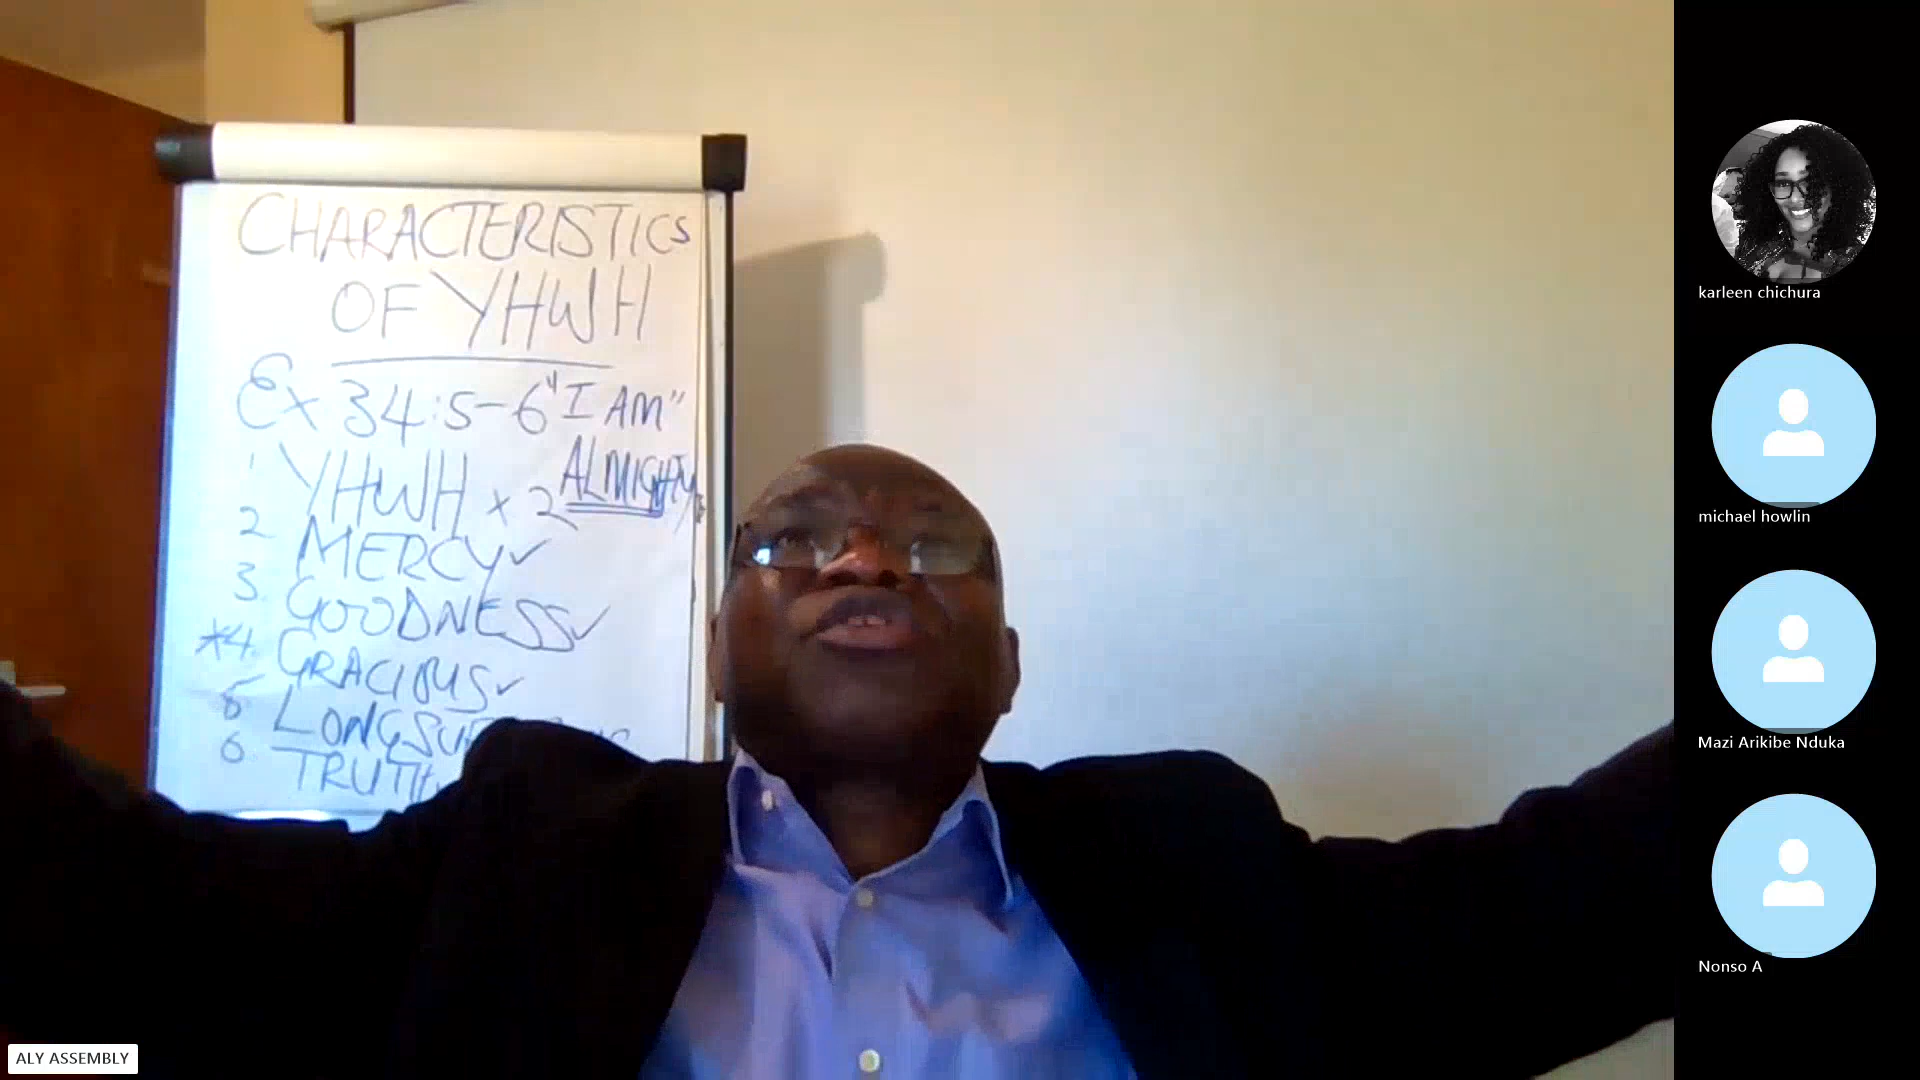 CHARACTERISTICS
OF YHWH
Ex 34:5-6 "I AM"
1 YHWH x 2 ALMIGHTY
2 MERCY✓
3. GOODNESS✓
*4. GRACIOUS✓
5
6 TRUTH
karleen chichura
michael howlin
Mazi Arikibe Nduka
Nonso A
ALY ASSEMBLY